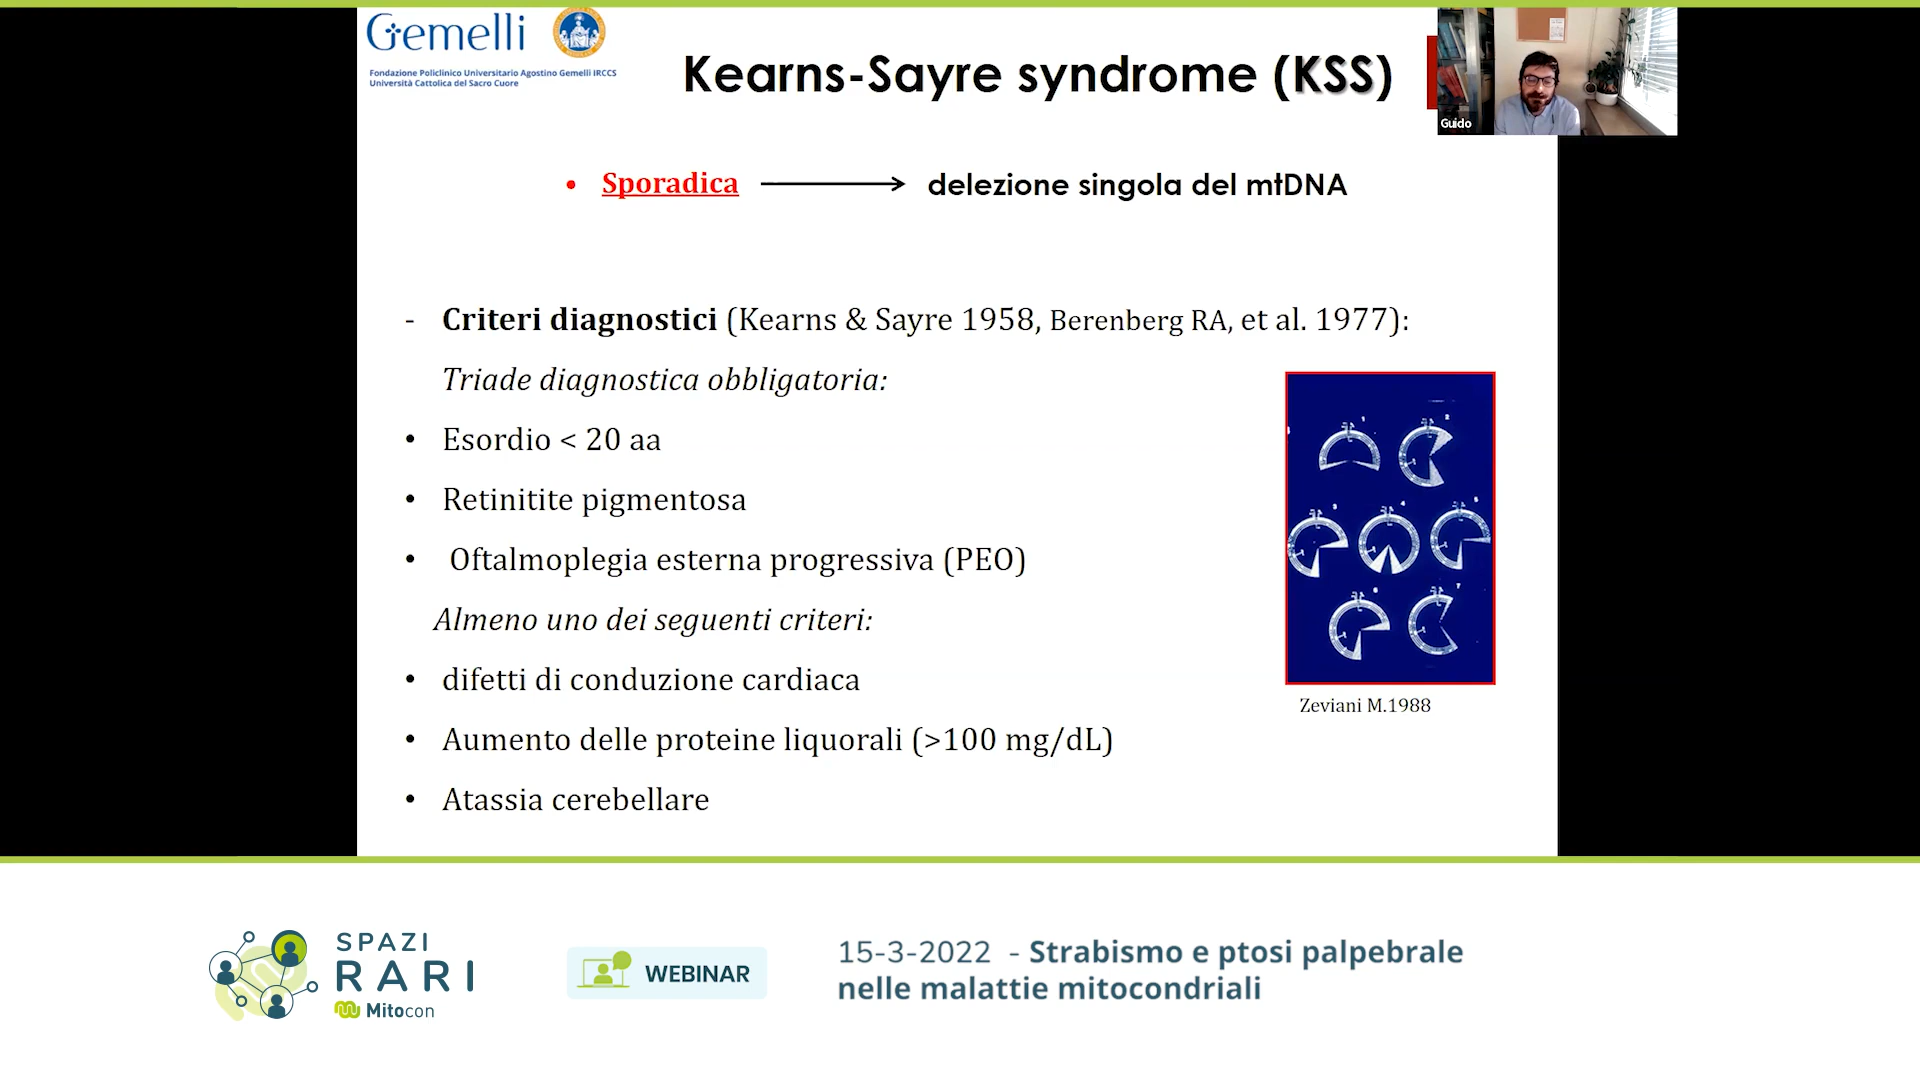 Gemelli
Fondazione Policlinico Universitario Agostino Gemelli IRCCS
Università Cattolica del Sacro Cuore
Kearns-Sayre syndrome (KSS)
Guido
• Sporadica delezione singola del mtDNA
- Criteri diagnostici (Kearns & Sayre 1958, Berenberg RA, et al. 1977):
Triade diagnostica obbligatoria:
• Esordio < 20 aa
• Retinitite pigmentosa
• Oftalmoplegia esterna progressiva (PEO)
Almeno uno dei seguenti criteri:
• difetti di conduzione cardiaca
• Aumento delle proteine liquorali (>100 mg/dL)
• Atassia cerebellare
Zeviani M.1988
SPAZI
RARI
Mitocon
WEBINAR
15-3-2022 - Strabismo e ptosi palpebrale
nelle malattie mitocondriali